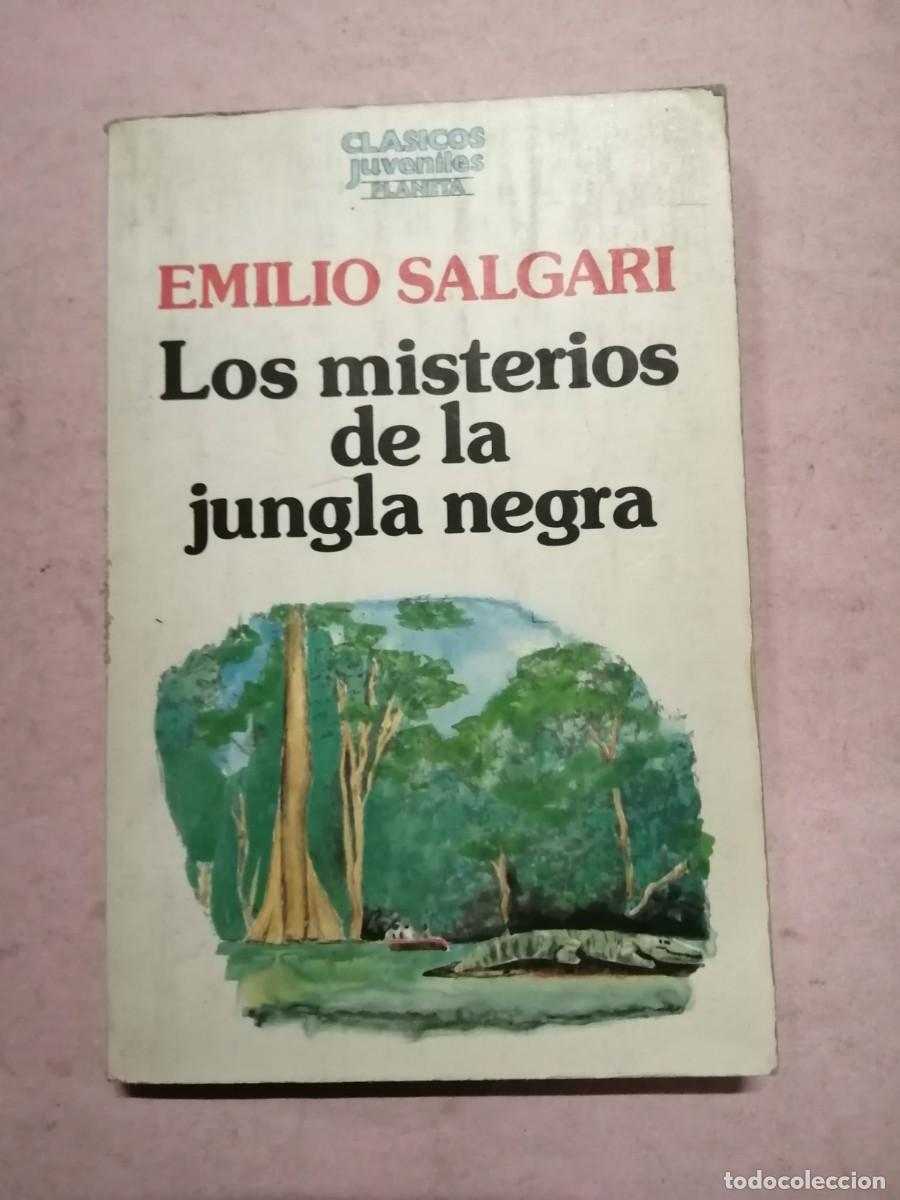 CLASICOS
juveniles
PLANETA
EMILIO SALGARI
Los misterios
de la
jungla negra
todocoleccion